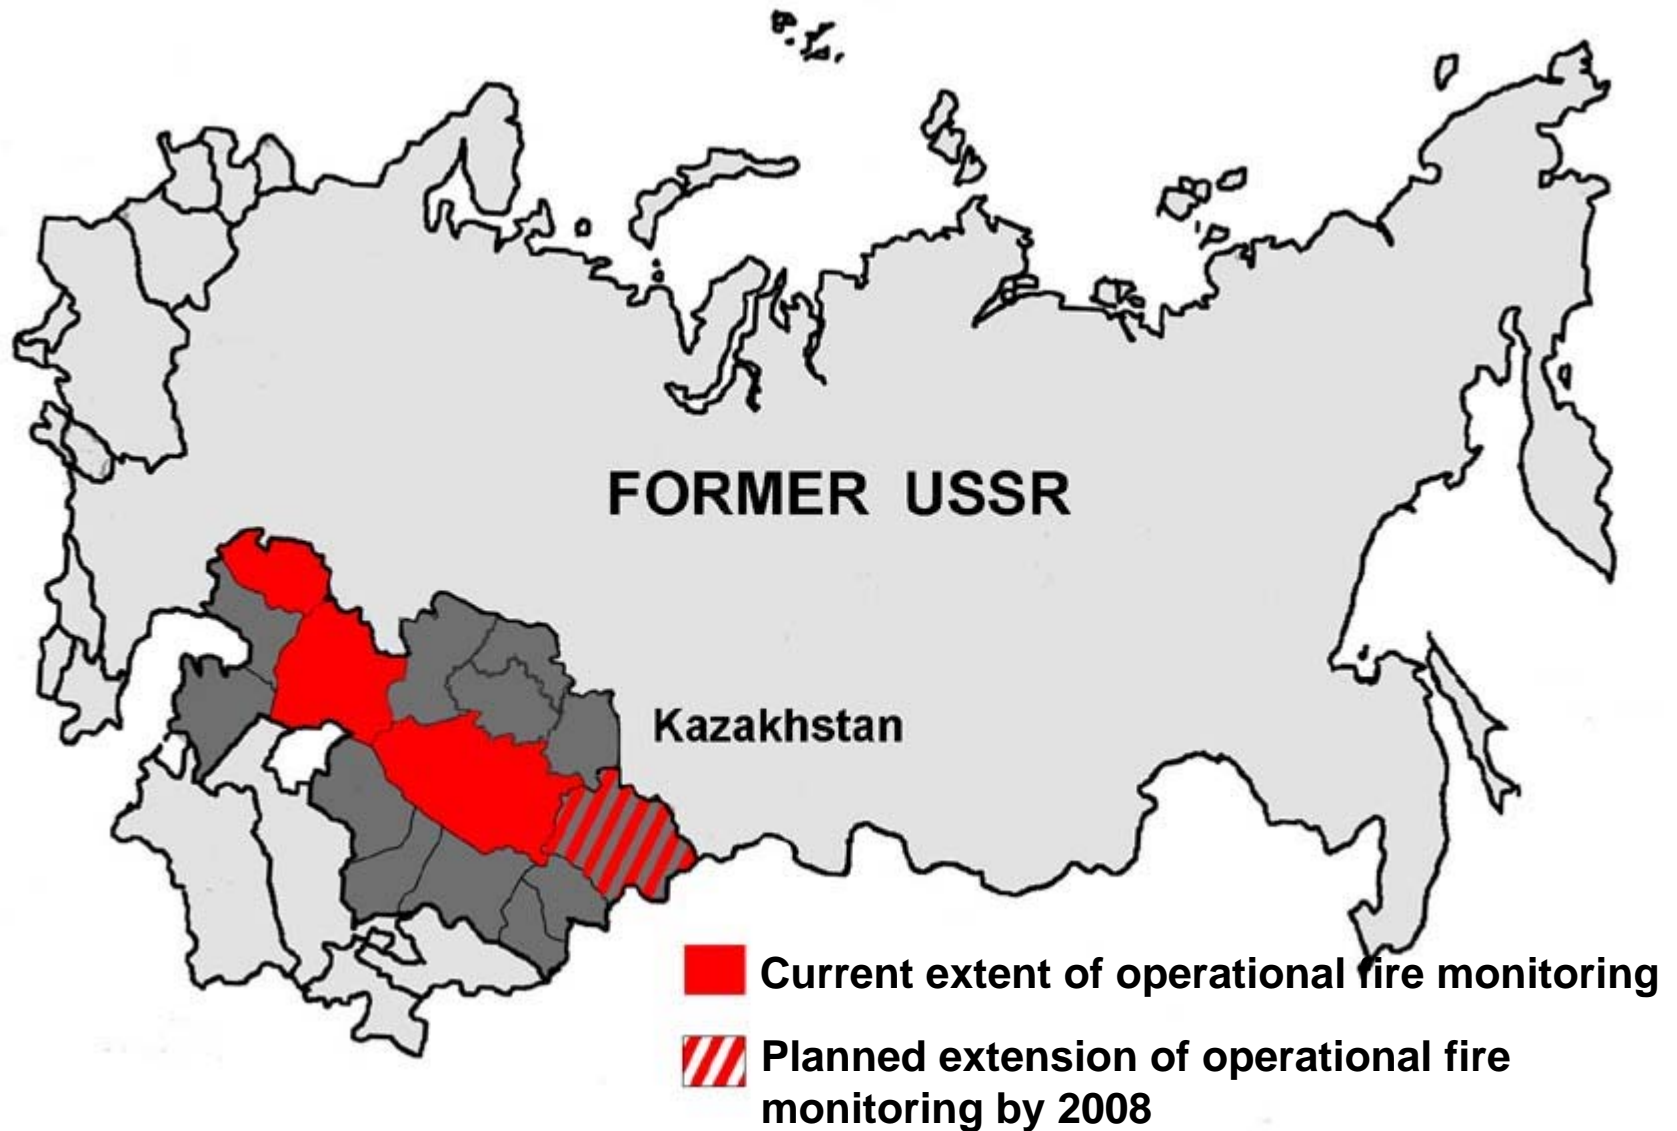 FORMER USSR
Kazakhstan
Current extent of operational fire monitoring
Planned extension of operational fire
monitoring by 2008